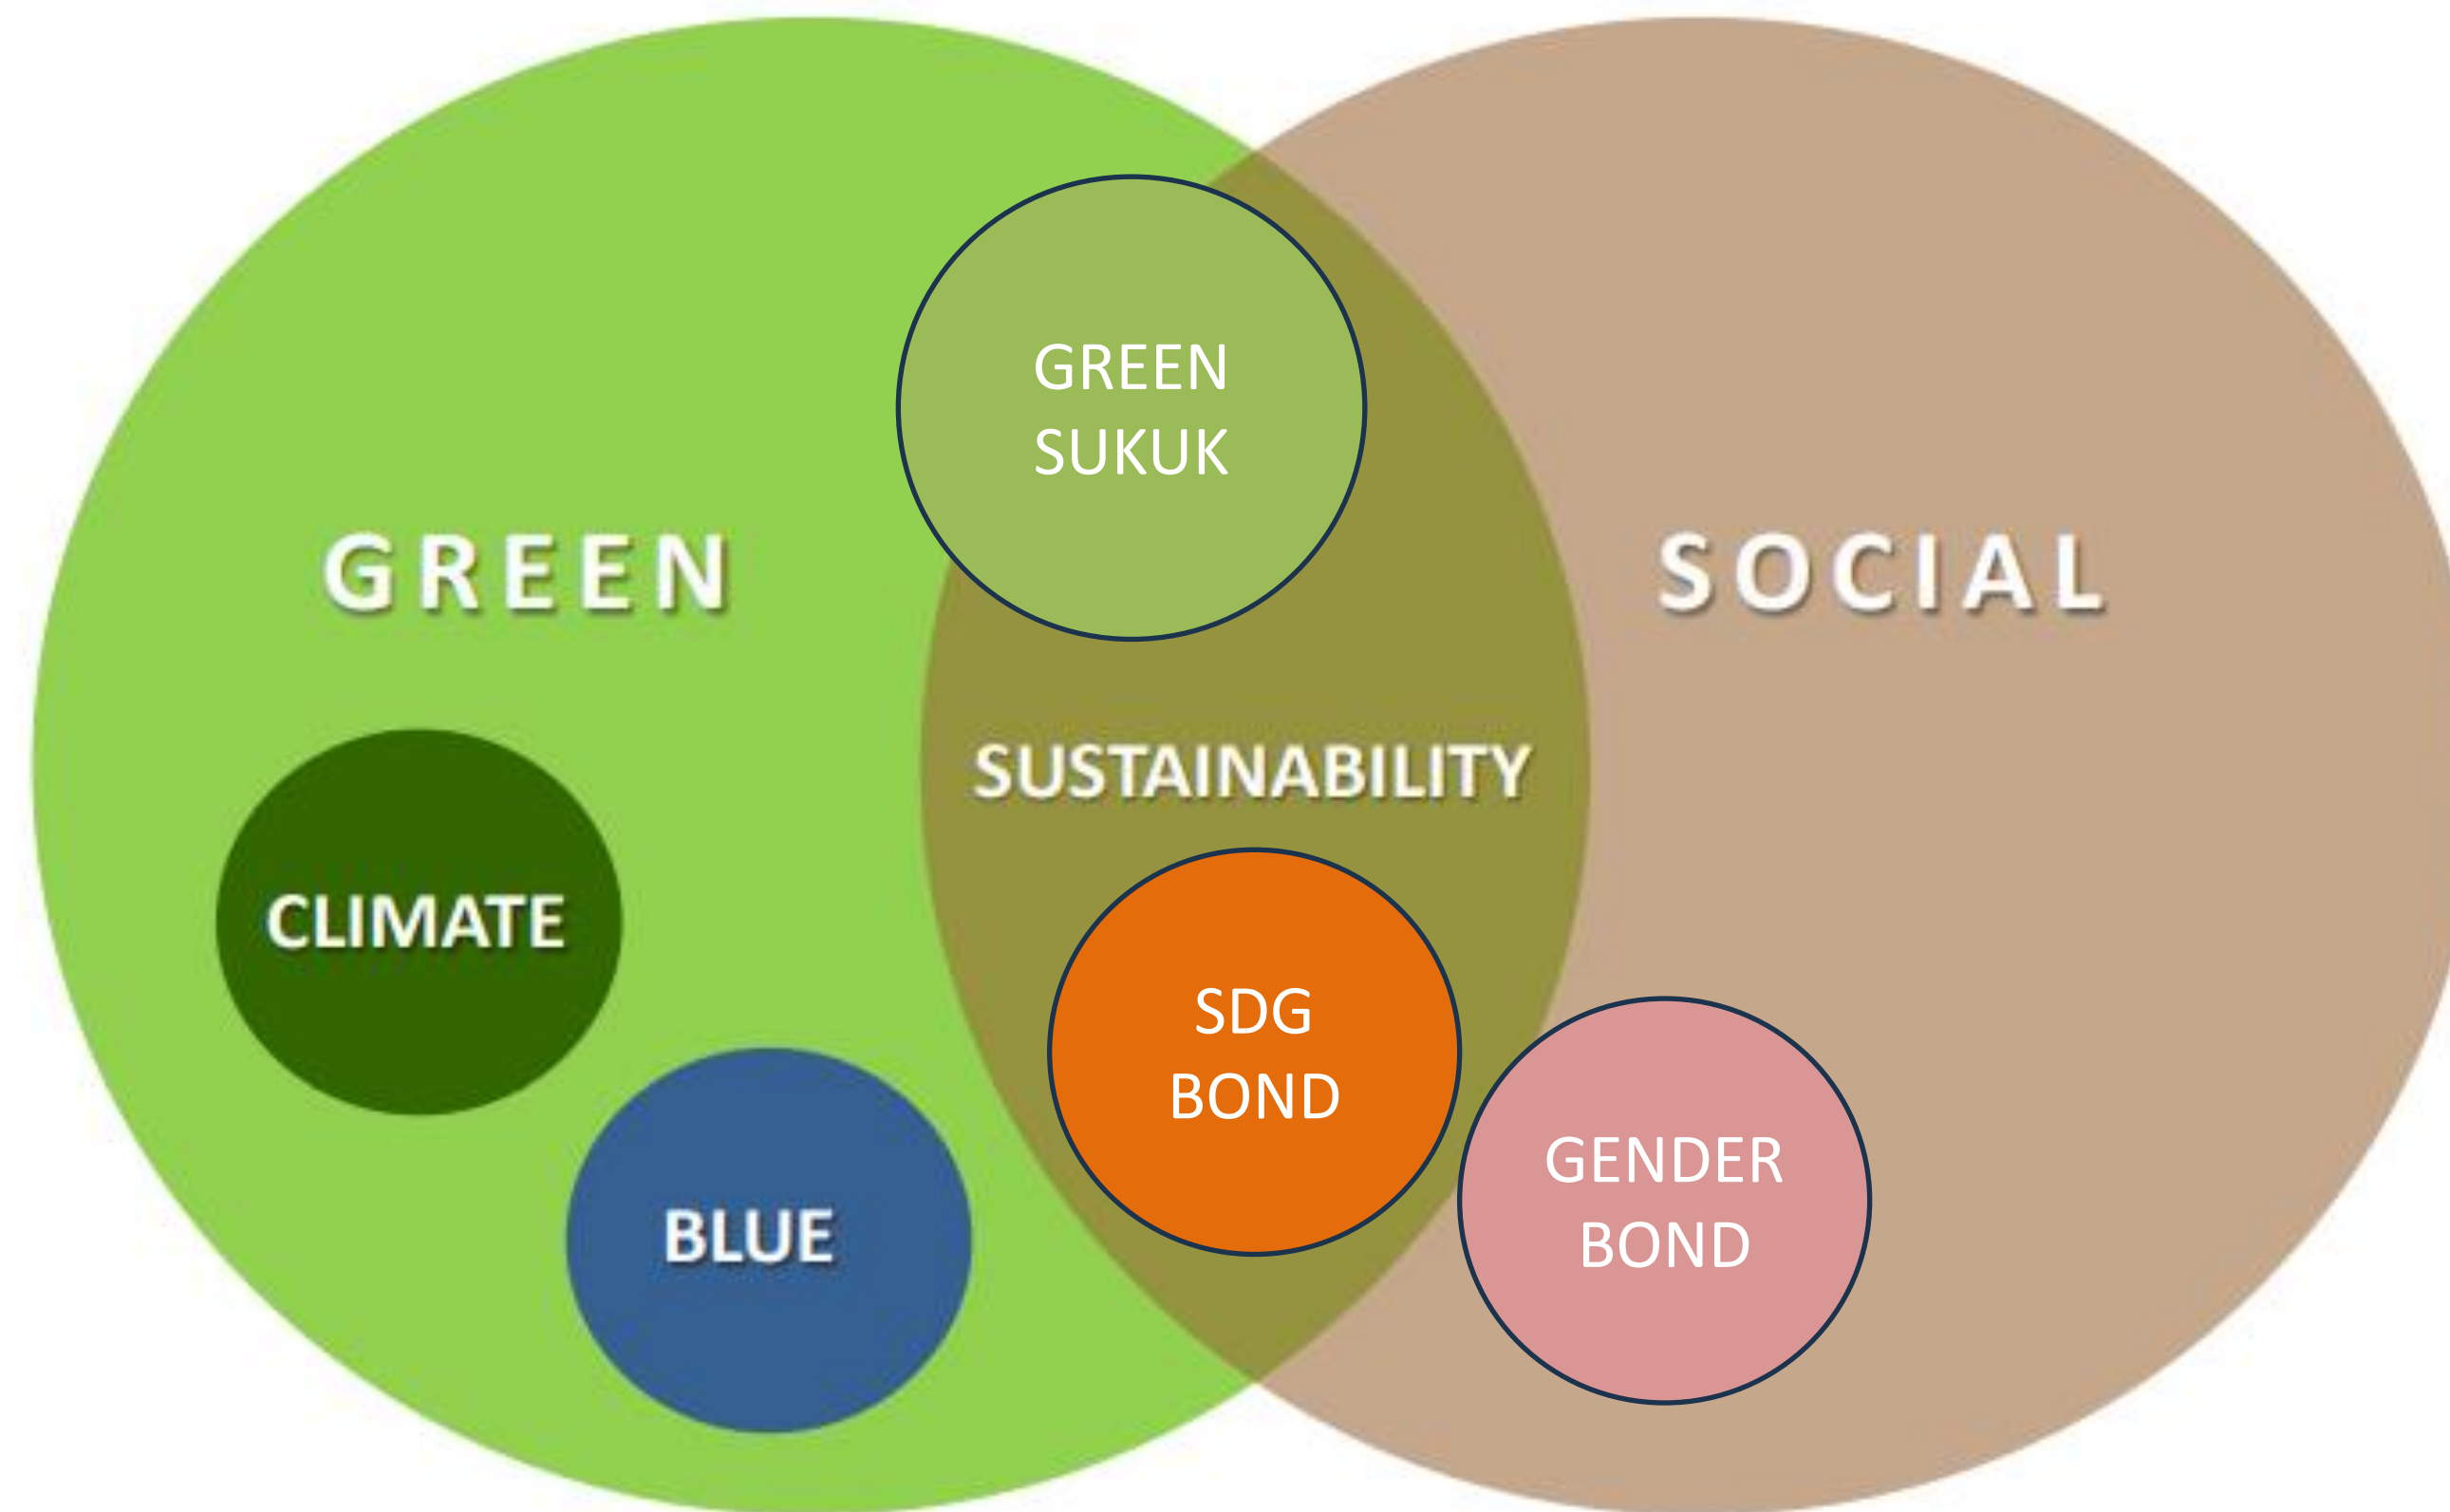 GREEN
SUKUK
GREEN
SOCIAL
SUSTAINABILITY
CLIMATE
SDG
BOND
GENDER
BOND
BLUE